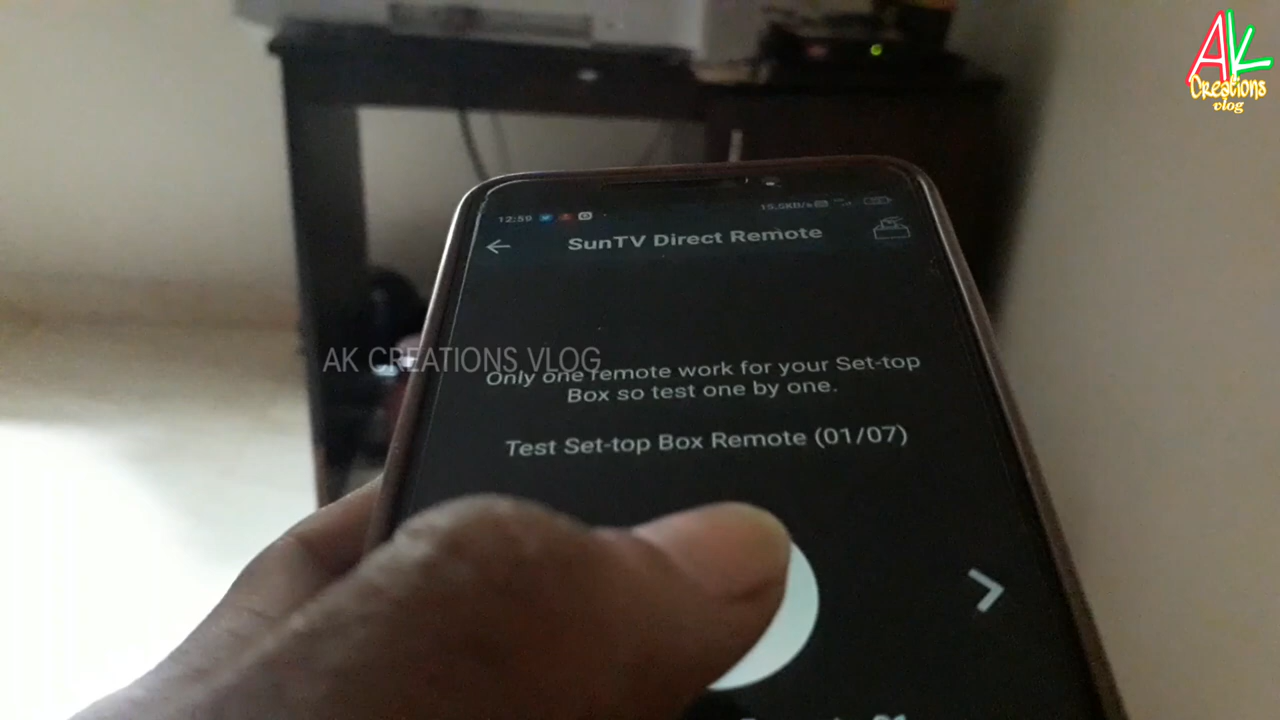 AK
Creations
vlog
12:59
SunTV Direct Remote
AK CREATIONS VLOG
Only one remote work for your Set-top
Box so test one by one.
Test Set-top Box Remote (01/07)